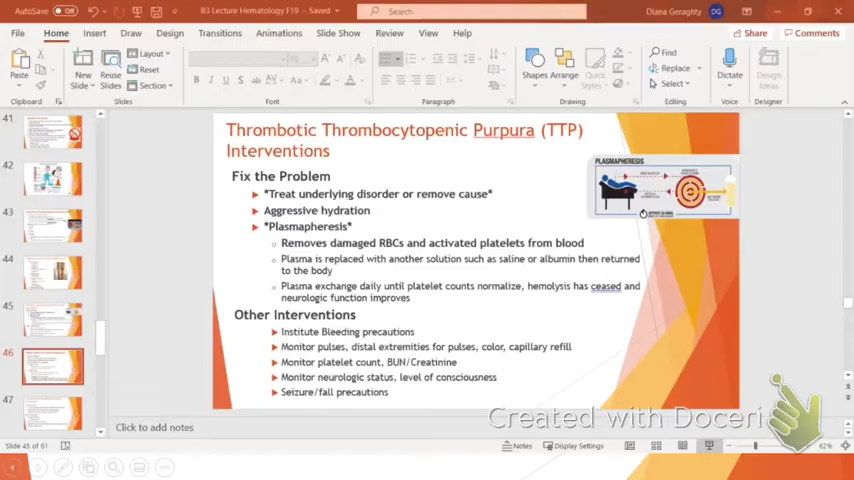 AutoSave Off
B3 Lecture Hematology F19 - Saved
Search
Diana Geraghty DG
File Home Insert Draw Design Transitions Animations Slide Show Review View Help Share Comments
Paste
New Slide
Reuse Slides
Layout
Reset
Section
B I U S
Shapes
Arrange
Quick Styles
Find
Replace
Select
Dictate
Design Ideas
Clipboard Slides Font Paragraph Drawing Editing Voice Designer
41
42
43
44
45
46
47
Thrombotic Thrombocytopenic Purpura (TTP)
Interventions
PLASMAPHERESIS
Fix the Problem
*Treat underlying disorder or remove cause*
Aggressive hydration
*Plasmapheresis*
Removes damaged RBCs and activated platelets from blood
Plasma is replaced with another solution such as saline or albumin then returned
to the body
Plasma exchange daily until platelet counts normalize, hemolysis has ceased and
neurologic function improves
Other Interventions
Institute Bleeding precautions
Monitor pulses, distal extremities for pulses, color, capillary refill
Monitor platelet count, BUN/Creatinine
Monitor neurologic status, level of consciousness
Seizure/fall precautions
Created with Doceri
Click to add notes
Slide 45 of 61
Notes Display Settings 62%